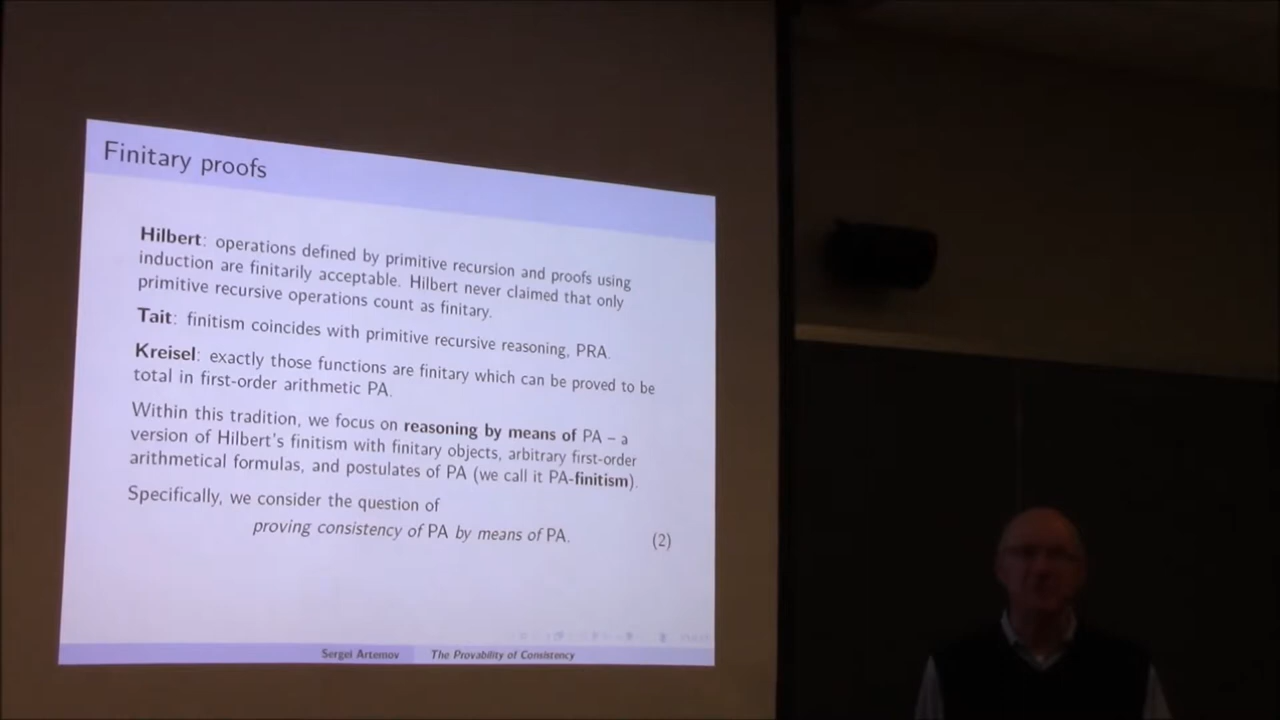 Finitary proofs
Hilbert: operations defined by primitive recursion and proofs using
induction are finitarily acceptable. Hilbert never claimed that only
primitive recursive operations count as finitary.
Tait: finitism coincides with primitive recursive reasoning, PRA.
Kreisel: exactly those functions are finitary which can be proved to be
total in first-order arithmetic PA.
Within this tradition, we focus on reasoning by means of PA – a
version of Hilbert's finitism with finitary objects, arbitrary first-order
arithmetical formulas, and postulates of PA (we call it PA-finitism).
Specifically, we consider the question of
proving consistency of PA by means of PA. (2)
Sergei Artemov The Provability of Consistency